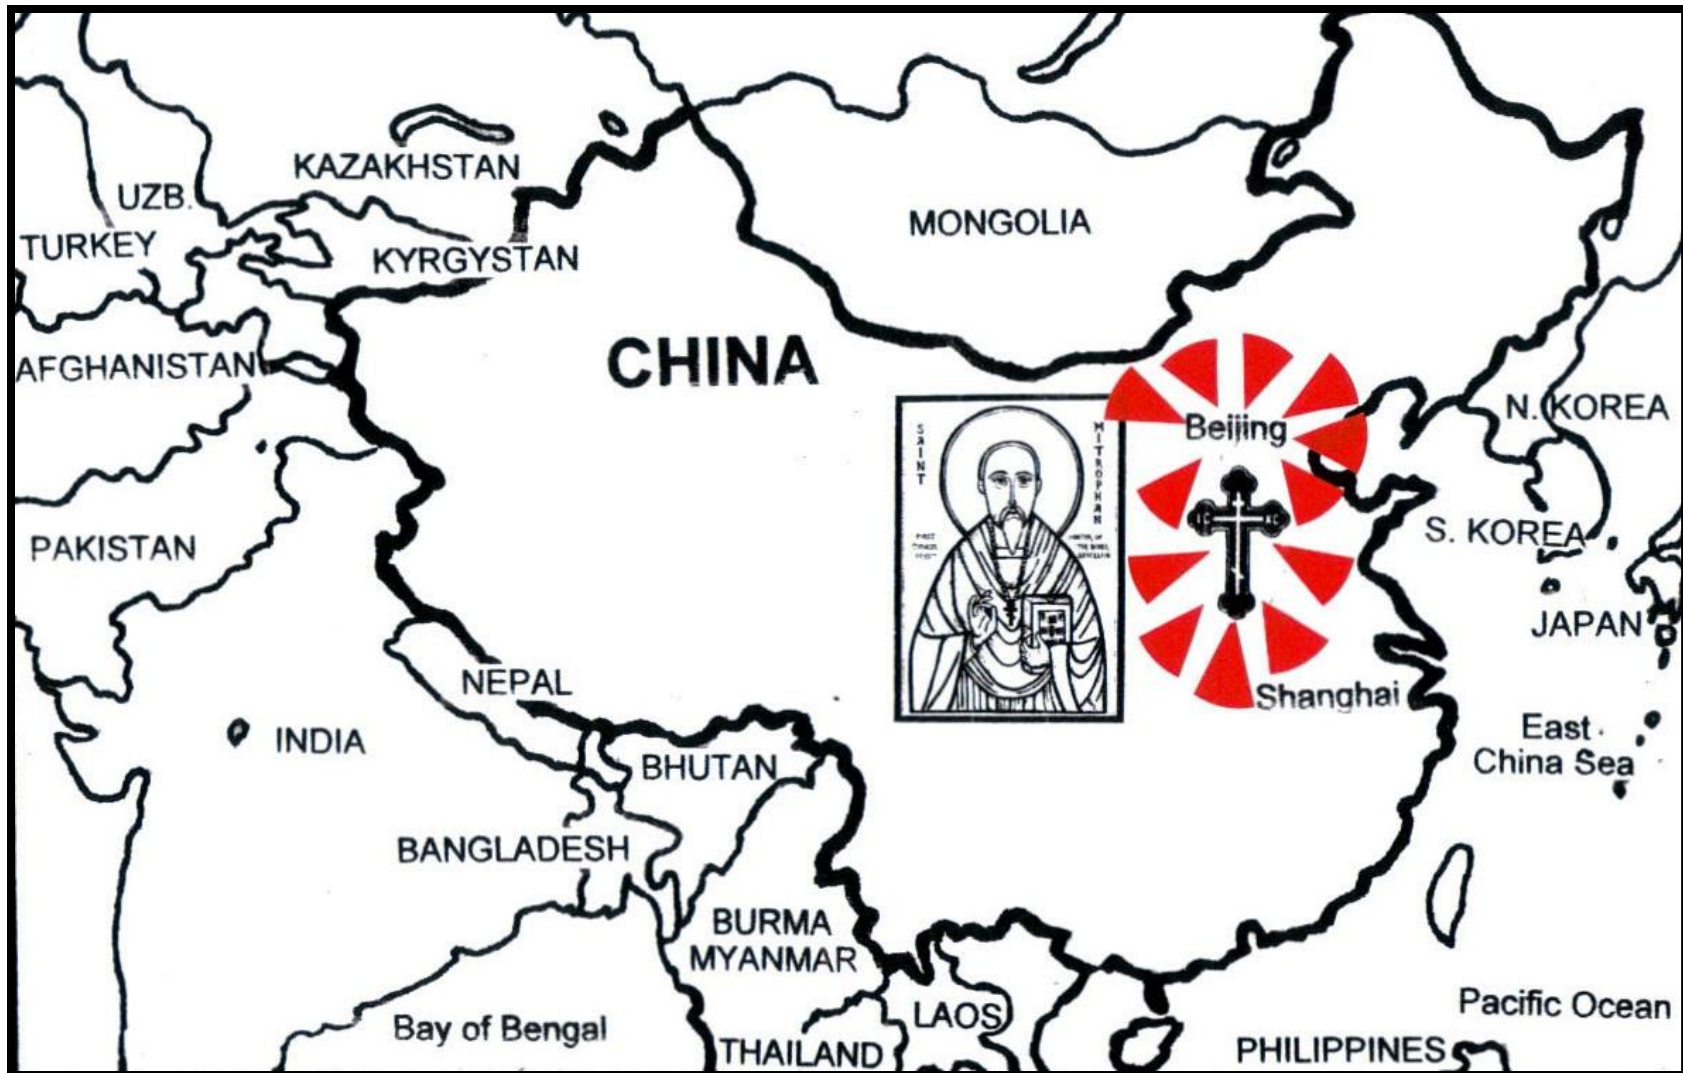 KAZAKHSTAN
UZB.
TURKEY
KYRGYSTAN
MONGOLIA
CHINA
AFGHANISTAN
N. KOREA
Beijing
SAINT
MITROPHAN
S. KOREA
PAKISTAN
FIRST
JAPAN
NEPAL
Shanghai
INDIA
East
China Sea
BHUTAN
BANGLADESH
BURMA
MYANMAR
Bay of Bengal
LAOS
THAILAND
Pacific Ocean
PHILIPPINES